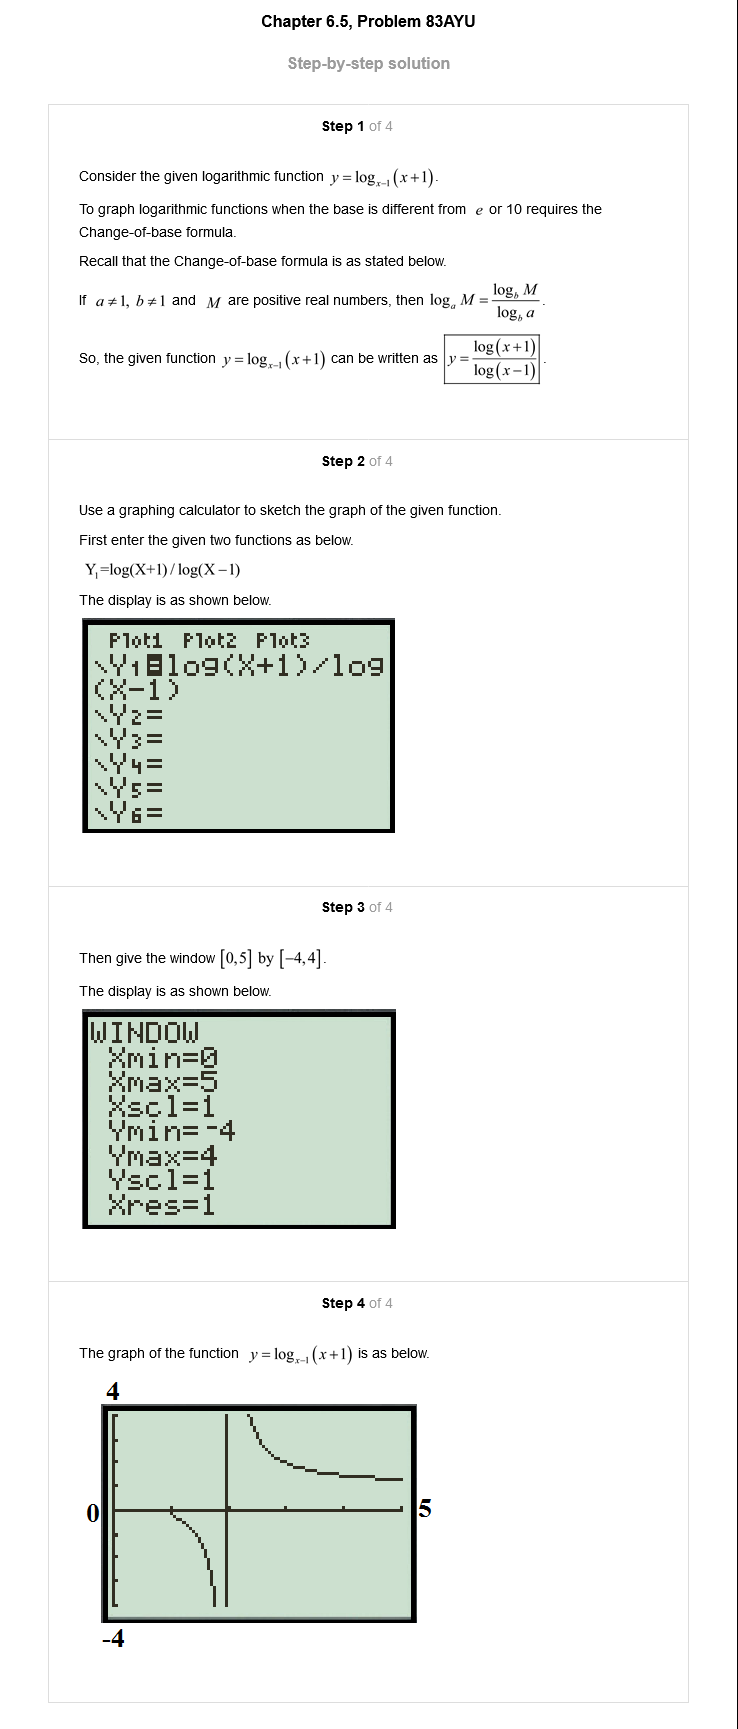 Chapter 6.5, Problem 83AYU
Step-by-step solution
Step 1 of 4
Consider the given logarithmic function y = log_{x−1}(x+1).
To graph logarithmic functions when the base is different from e or 10 requires the
Change-of-base formula.
Recall that the Change-of-base formula is as stated below.
If a ≠ 1, b ≠ 1 and M are positive real numbers, then log_a M = \frac{log_b M}{log_b a}.
So, the given function y = log_{x−1}(x+1) can be written as y = \frac{log(x+1)}{log(x−1)}.
Step 2 of 4
Use a graphing calculator to sketch the graph of the given function.
First enter the given two functions as below.
Y₁=log(X+1) / log(X−1)
The display is as shown below.
Plot1 Plot2 Plot3
\Y1=log(X+1)/log
(X-1)
\Y2=
\Y3=
\Y4=
\Y5=
\Y6=
Step 3 of 4
Then give the window [0,5] by [−4,4].
The display is as shown below.
WINDOW
Xmin=0
Xmax=5
Xscl=1
Ymin=-4
Ymax=4
Yscl=1
Xres=1
Step 4 of 4
The graph of the function y = log_{x−1}(x+1) is as below.
4
0
5
-4